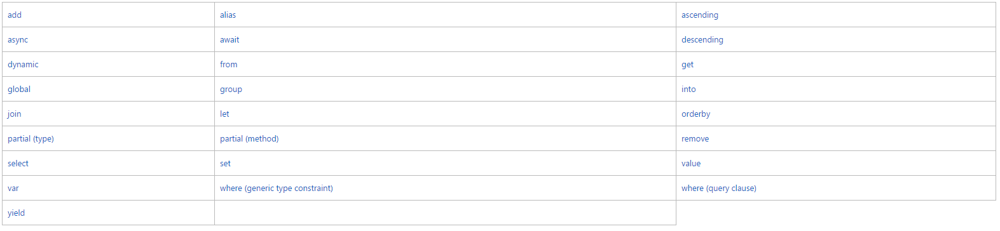 add alias ascending
async await descending
dynamic from get
global group into
join let orderby
partial (type) partial (method) remove
select set value
var where (generic type constraint) where (query clause)
yield